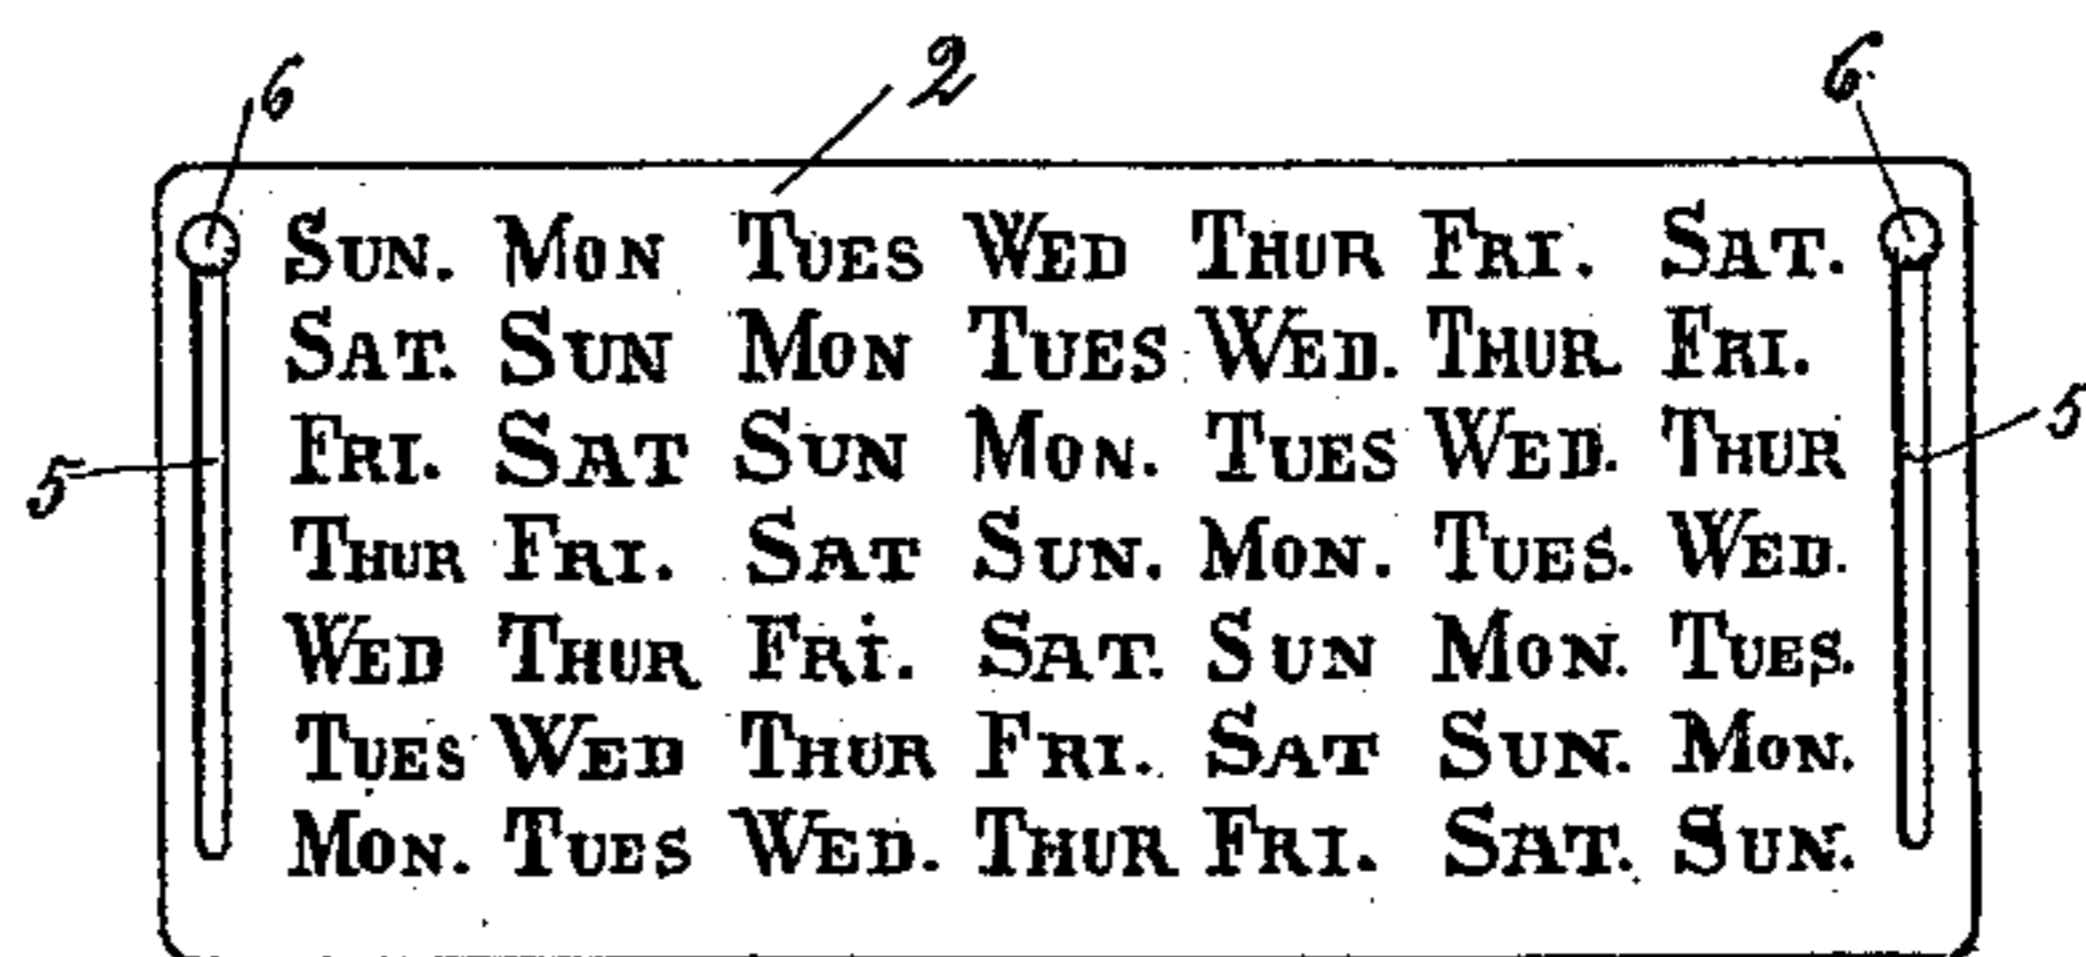 6 2 6
SUN. MON TUES WED THUR FRI. SAT.
SAT. SUN MON TUES WED. THUR. FRI.
5
FRI. SAT SUN MON. TUES WED. THUR
5
THUR FRI. SAT SUN. MON. TUES. WED.
WED THUR FRI. SAT. SUN MON. TUES.
TUES WED THUR FRI. SAT SUN. MON.
MON. TUES WED. THUR FRI. SAT. SUN.